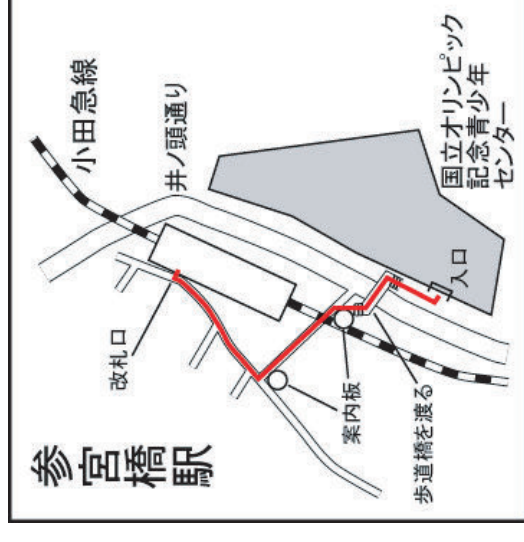 参宮橋駅
改札口
小田急線
井ノ頭通り
案内板
歩道橋を渡る
入口
国立オリンピック
記念青少年
センター